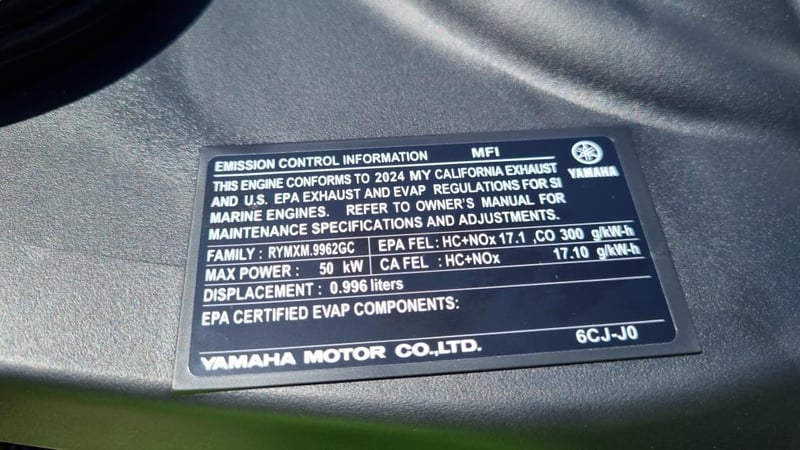 EMISSION CONTROL INFORMATION MFI
YAMAHA
THIS ENGINE CONFORMS TO 2024 MY CALIFORNIA EXHAUST
AND U.S. EPA EXHAUST AND EVAP REGULATIONS FOR SI
MARINE ENGINES. REFER TO OWNER'S MANUAL FOR
MAINTENANCE SPECIFICATIONS AND ADJUSTMENTS.
FAMILY : RYMXM.9962GC EPA FEL : HC+NOx 17.1 ,CO 300 g/kW-h
MAX POWER : 50 kW CA FEL : HC+NOx 17.10 g/kW-h
DISPLACEMENT : 0.996 liters
EPA CERTIFIED EVAP COMPONENTS:
YAMAHA MOTOR CO.,LTD. 6CJ-J0